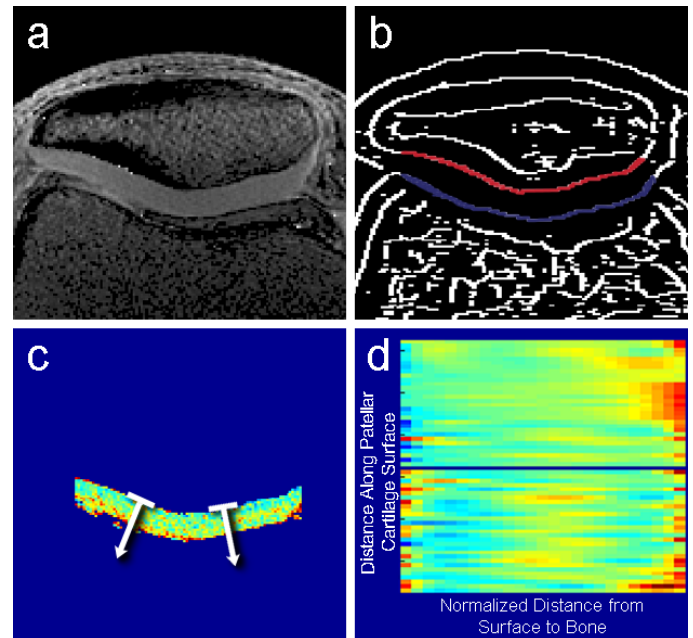 a
b
c
d
Distance Along Patellar
Cartilage Surface
Normalized Distance from
Surface to Bone